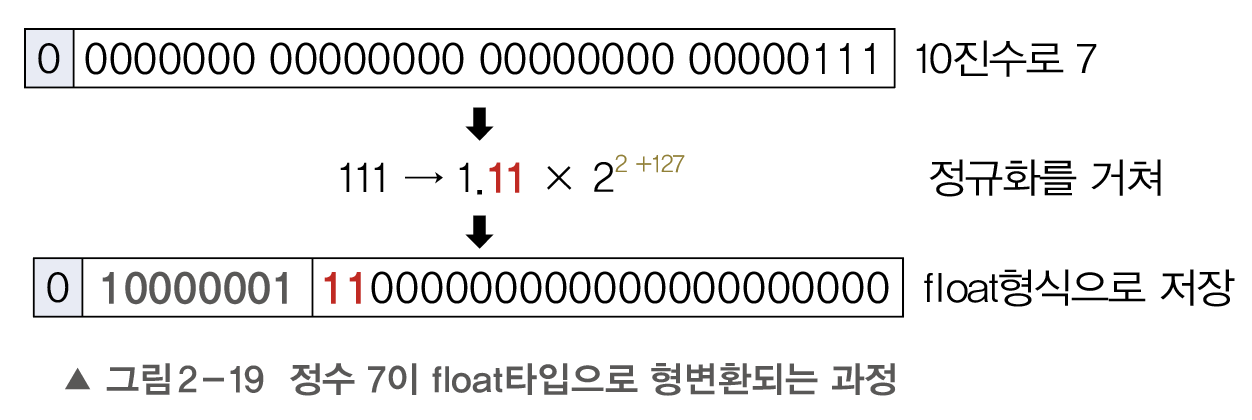 0 0000000 00000000 00000000 00000111 10진수로 7
111 → 1.11 × 2^2 +127 정규화를 거쳐
0 10000001 11000000000000000000000 float형식으로 저장
▲ 그림2-19 정수 7이 float타입으로 형변환되는 과정